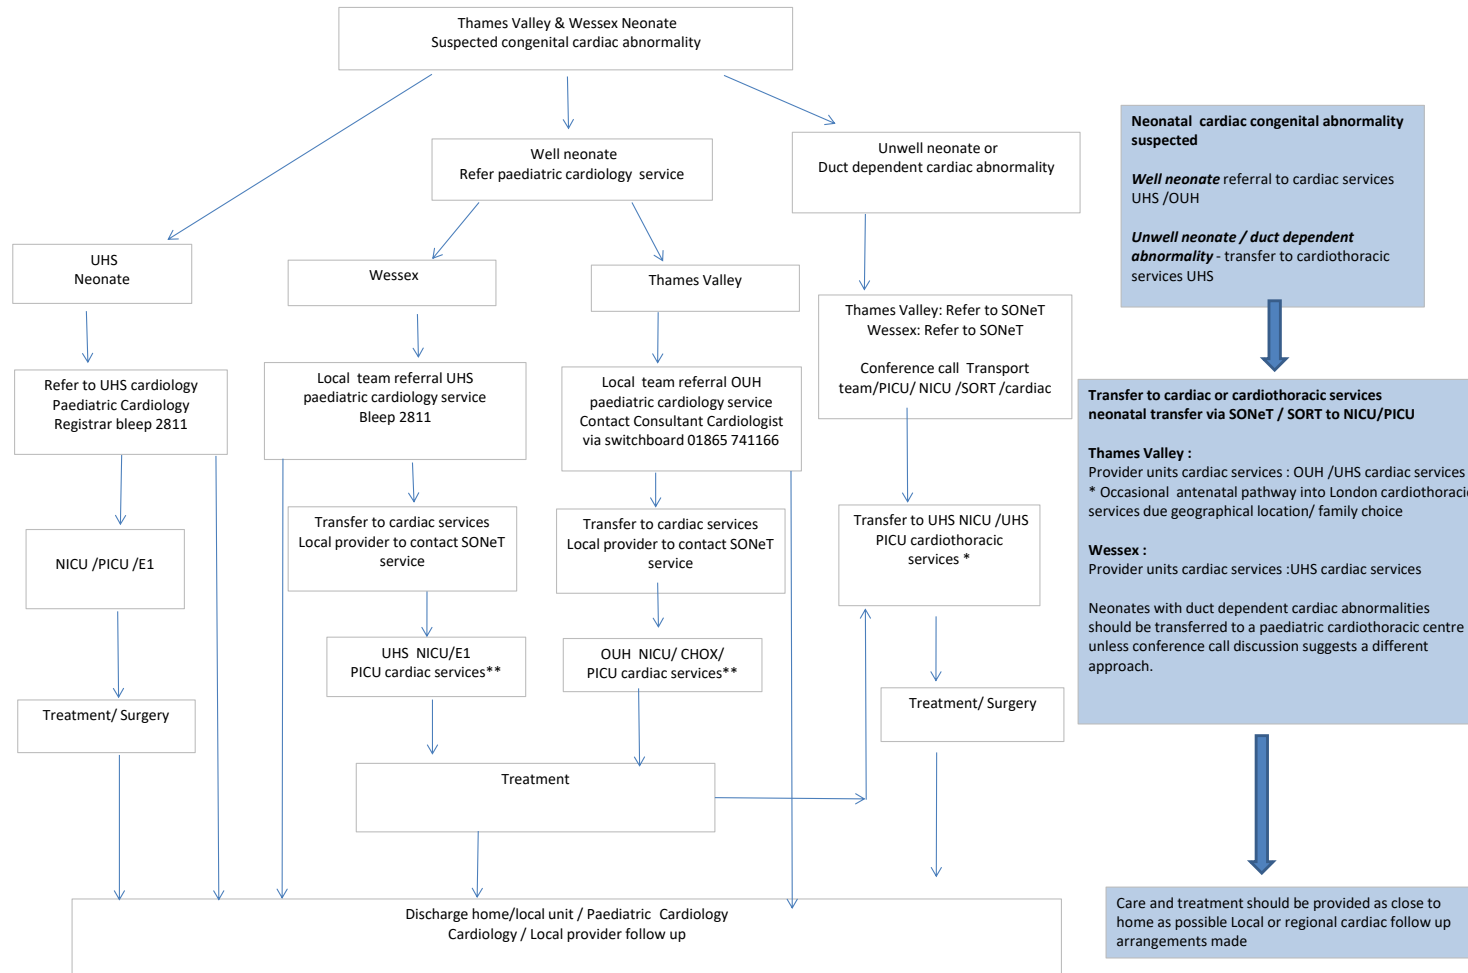 Thames Valley & Wessex Neonate
Suspected congenital cardiac abnormality
Well neonate
Refer paediatric cardiology service
Unwell neonate or
Duct dependent cardiac abnormality
UHS
Neonate
Wessex
Thames Valley
Thames Valley: Refer to SONeT
Wessex: Refer to SONeT
Conference call Transport
team/PICU/ NICU /SORT /cardiac
Refer to UHS cardiology
Paediatric Cardiology
Registrar bleep 2811
Local team referral UHS
paediatric cardiology service
Bleep 2811
Local team referral OUH
paediatric cardiology service
Contact Consultant Cardiologist
via switchboard 01865 741166
NICU /PICU /E1
Transfer to cardiac services
Local provider to contact SONeT
service
Transfer to cardiac services
Local provider to contact SONeT
service
Transfer to UHS NICU /UHS
PICU cardiothoracic
services *
UHS NICU/E1
PICU cardiac services**
OUH NICU/ CHOX/
PICU cardiac services**
Treatment/ Surgery
Treatment/ Surgery
Treatment
Discharge home/local unit / Paediatric Cardiology
Cardiology / Local provider follow up
Neonatal cardiac congenital abnormality
suspected
Well neonate referral to cardiac services
UHS /OUH
Unwell neonate / duct dependent
abnormality - transfer to cardiothoracic
services UHS
Transfer to cardiac or cardiothoracic services
neonatal transfer via SONeT / SORT to NICU/PICU
Thames Valley :
Provider units cardiac services : OUH /UHS cardiac services
* Occasional antenatal pathway into London cardiothoracic
services due geographical location/ family choice
Wessex :
Provider units cardiac services :UHS cardiac services
Neonates with duct dependent cardiac abnormalities
should be transferred to a paediatric cardiothoracic centre
unless conference call discussion suggests a different
approach.
Care and treatment should be provided as close to
home as possible Local or regional cardiac follow up
arrangements made